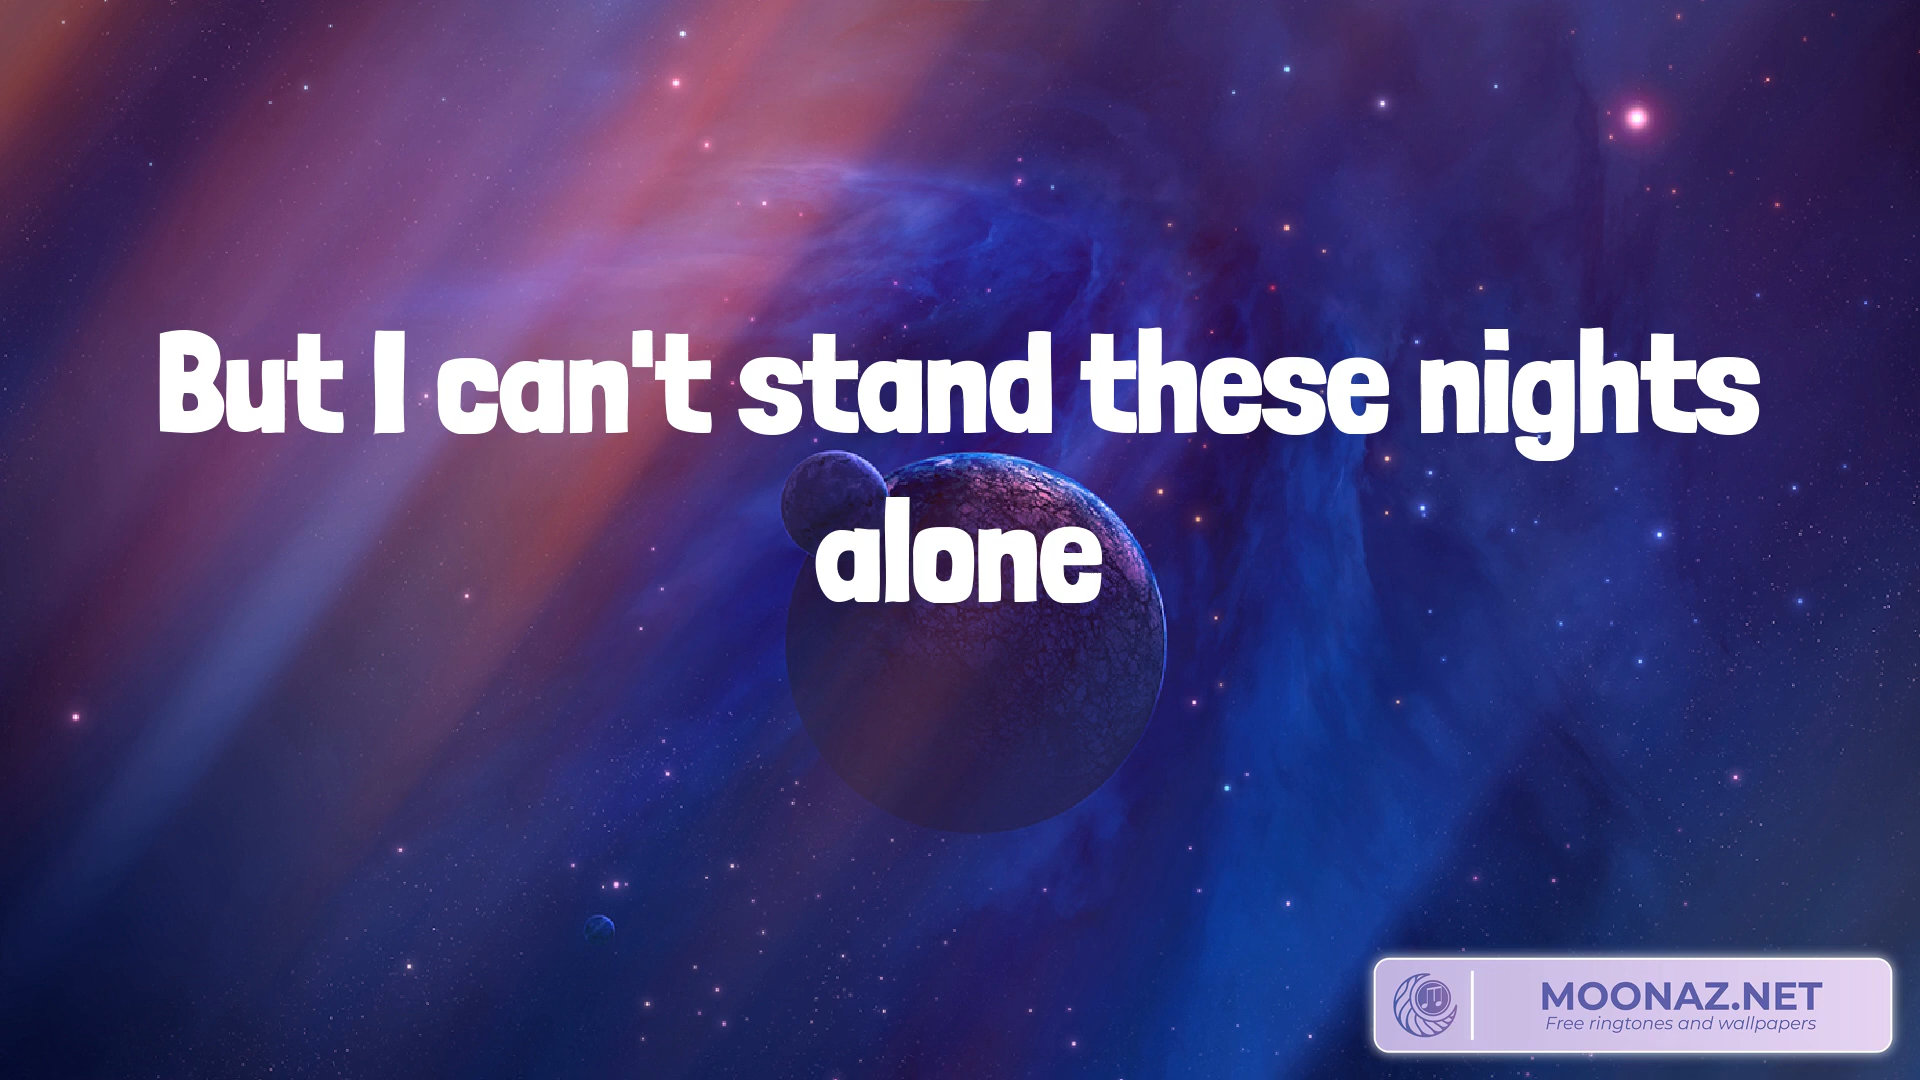 But I can't stand these nights
alone
MOONAZ.NET
Free ringtones and wallpapers